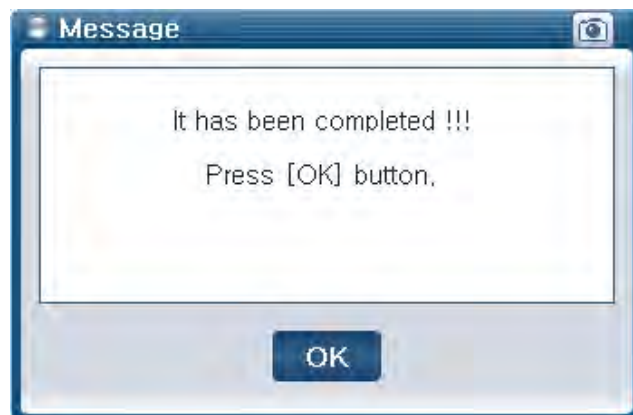 Message
It has been completed !!!
Press [OK] button,
OK